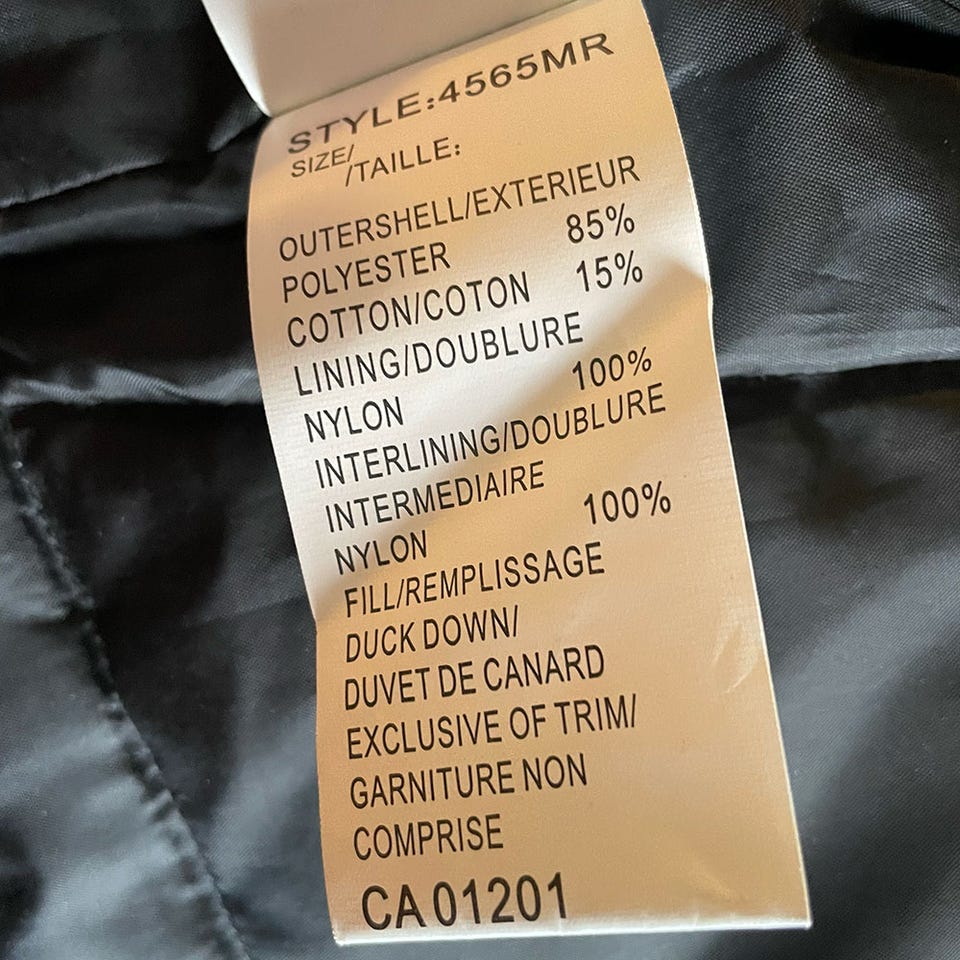 STYLE:4565MR
SIZE/
/TAILLE:
OUTERSHELL/EXTERIEUR
POLYESTER 85%
COTTON/COTON 15%
LINING/DOUBLURE
NYLON 100%
INTERLINING/DOUBLURE
INTERMEDIAIRE
NYLON 100%
FILL/REMPLISSAGE
DUCK DOWN/
DUVET DE CANARD
EXCLUSIVE OF TRIM/
GARNITURE NON
COMPRISE
CA 01201